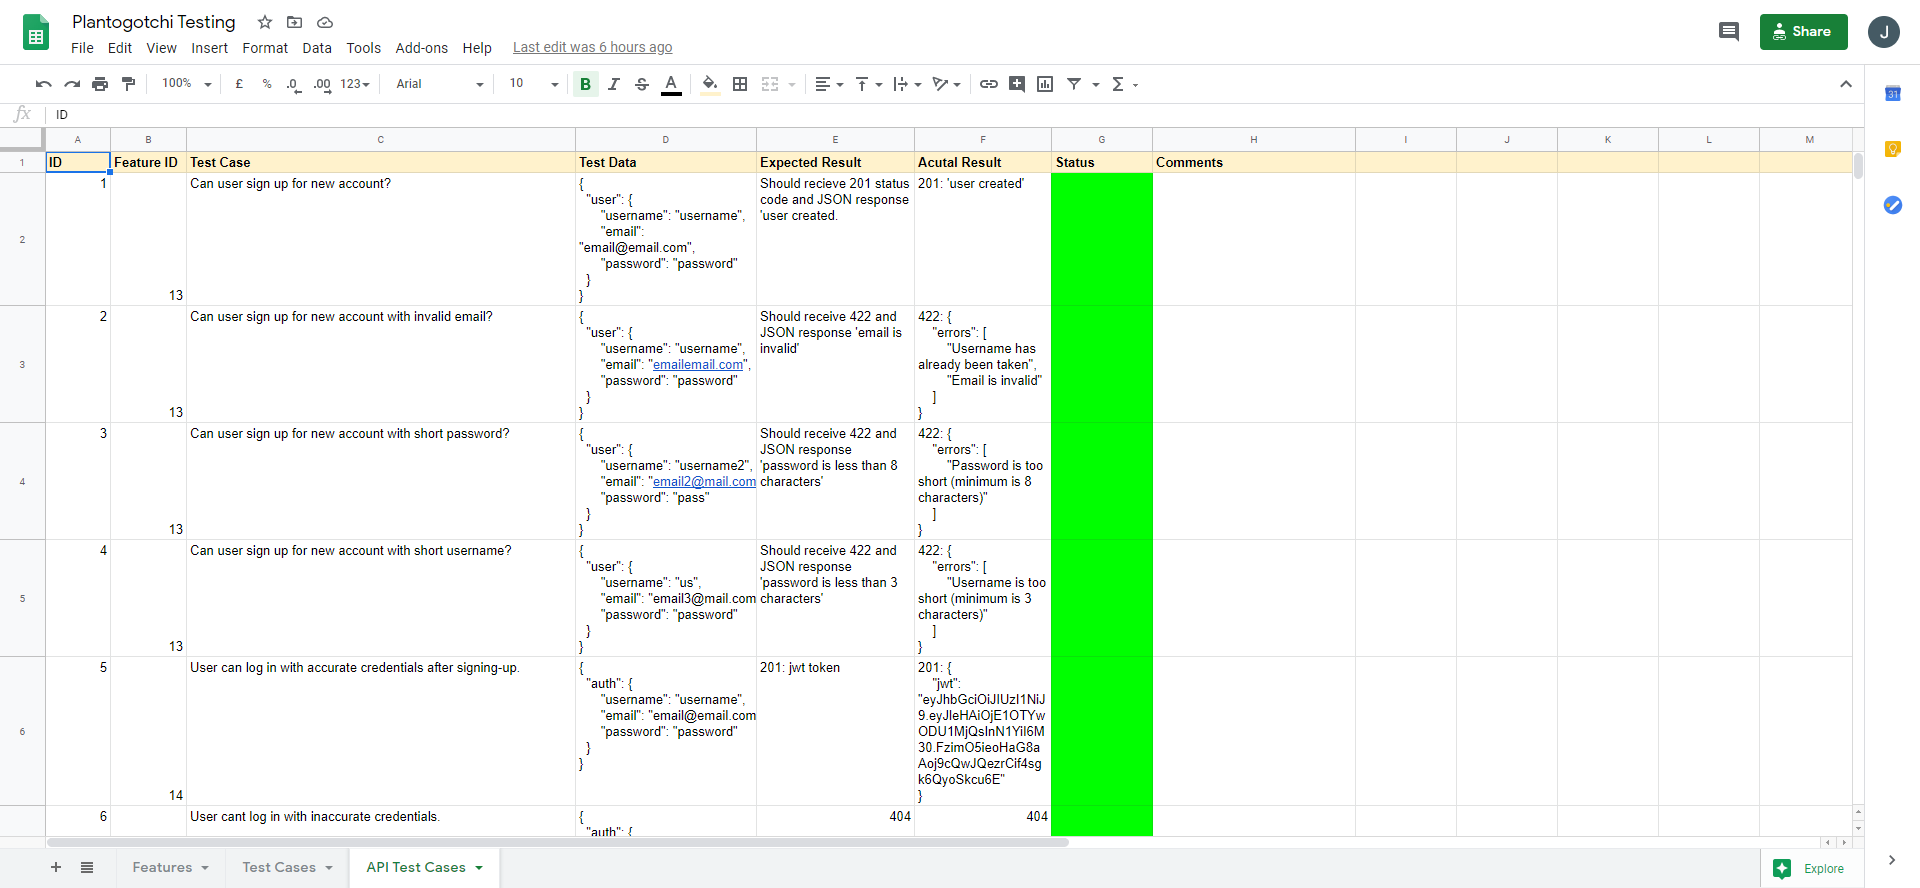 Plantogotchi Testing
File Edit View Insert Format Data Tools Add-ons Help Last edit was 6 hours ago
Share
J
100% £ % .0 .00 123 Arial 10 B I S A
31
fx ID
A B C D E F G H I J K L M
1 ID Feature ID Test Case Test Data Expected Result Acutal Result Status Comments
2
1
13
Can user sign up for new account?
{
"user": {
"username": "username",
"email":
"email@email.com",
"password": "password"
}
}
Should recieve 201 status
code and JSON response
'user created.
201: 'user created'
3
2
13
Can user sign up for new account with invalid email?
{
"user": {
"username": "username",
"email": "emailemail.com",
"password": "password"
}
}
Should receive 422 and
JSON response 'email is
invalid'
422: {
"errors": [
"Username has
already been taken",
"Email is invalid"
]
}
4
3
13
Can user sign up for new account with short password?
{
"user": {
"username": "username2",
"email": "email2@mail.com
"password": "pass"
}
}
Should receive 422 and
JSON response
'password is less than 8
characters'
422: {
"errors": [
"Password is too
short (minimum is 8
characters)"
]
}
5
4
13
Can user sign up for new account with short username?
{
"user": {
"username": "us",
"email": "email3@mail.com
"password": "password"
}
}
Should receive 422 and
JSON response
'password is less than 3
characters'
422: {
"errors": [
"Username is too
short (minimum is 3
characters)"
]
}
6
5
14
User can log in with accurate credentials after signing-up.
{
"auth": {
"username": "username",
"email": "email@email.com
"password": "password"
}
}
201: jwt token
201: {
"jwt":
"eyJhbGciOiJIUzI1NiJ
9.eyJleHAiOjE1OTYw
ODU1MjQsInN1YiI6M
30.FzimO5ieoHaG8a
Aoj9cQwJQezrCif4sg
k6QyoSkcu6E"
}
6
User cant log in with inaccurate credentials.
{
"auth": {
404
404
Features Test Cases API Test Cases
Explore